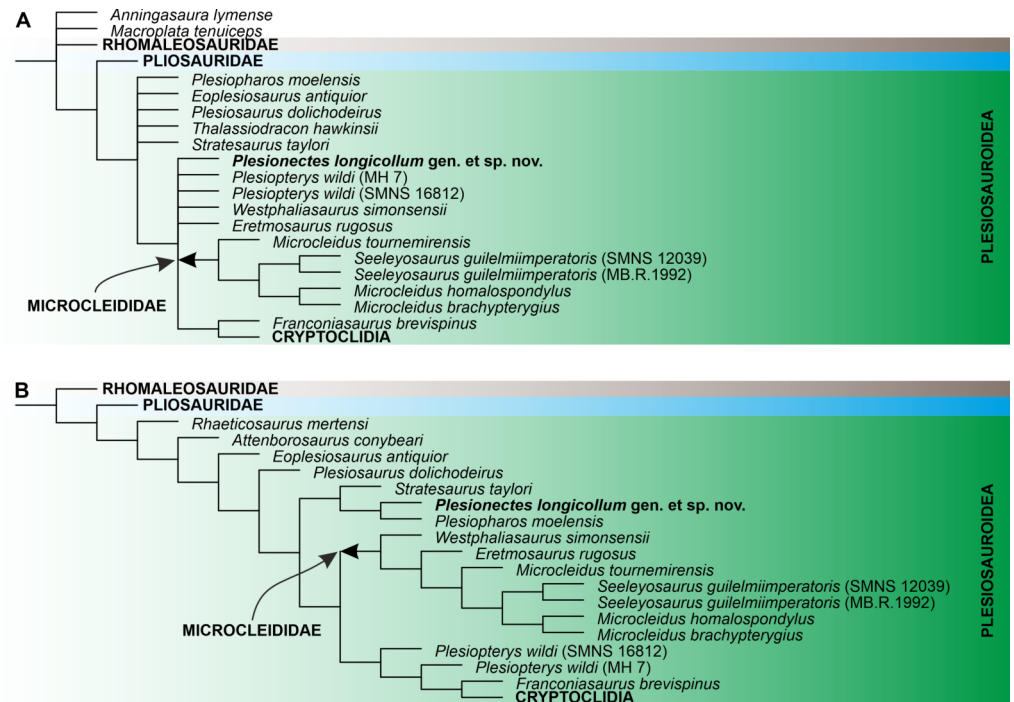 A
Anningasaura lymense
Macroplata tenuiceps
RHOMALEOSAURIDAE
PLIOSAURIDAE
Plesiopharos moelensis
Eoplesiosaurus antiquior
Plesiosaurus dolichodeirus
Thalassiodracon hawkinsii
Stratesaurus taylori
Plesionectes longicollum gen. et sp. nov.
Plesiopterys wildi (MH 7)
Plesiopterys wildi (SMNS 16812)
Westphaliasaurus simonsensii
Eretmosaurus rugosus
Microcleidus tournemirensis
Seeleyosaurus guilelmiimperatoris (SMNS 12039)
Seeleyosaurus guilelmiimperatoris (MB.R.1992)
Microcleidus homalospondylus
Microcleidus brachypterygius
Franconiasaurus brevispinus
CRYPTOCLIDIA
MICROCLEIDIDAE
PLESIOSAUROIDEA
B
RHOMALEOSAURIDAE
PLIOSAURIDAE
Rhaeticosaurus mertensi
Attenborosaurus conybeari
Eoplesiosaurus antiquior
Plesiosaurus dolichodeirus
Stratesaurus taylori
Plesionectes longicollum gen. et sp. nov.
Plesiopharos moelensis
Westphaliasaurus simonsensii
Eretmosaurus rugosus
Microcleidus tournemirensis
Seeleyosaurus guilelmiimperatoris (SMNS 12039)
Seeleyosaurus guilelmiimperatoris (MB.R.1992)
Microcleidus homalospondylus
Microcleidus brachypterygius
Plesiopterys wildi (SMNS 16812)
Plesiopterys wildi (MH 7)
Franconiasaurus brevispinus
CRYPTOCLIDIA
MICROCLEIDIDAE
PLESIOSAUROIDEA